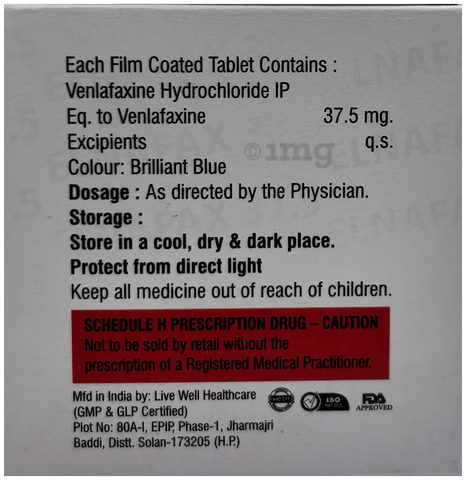 Each Film Coated Tablet Contains :
Venlafaxine Hydrochloride IP
Eq. to Venlafaxine 37.5 mg.
Excipients q.s.
©1mg
Colour: Brilliant Blue
Dosage : As directed by the Physician.
Storage :
Store in a cool, dry & dark place.
Protect from direct light
Keep all medicine out of reach of children.
SCHEDULE H PRESCRIPTION DRUG – CAUTION
Not to be sold by retail without the
prescription of a Registered Medical Practitioner.
Mfd in India by: Live Well Healthcare
(GMP & GLP Certified)
Plot No: 80A-I, EPIP, Phase-1, Jharmajri
Baddi, Distt. Solan-173205 (H.P.)
ISO
FDA
APPROVED